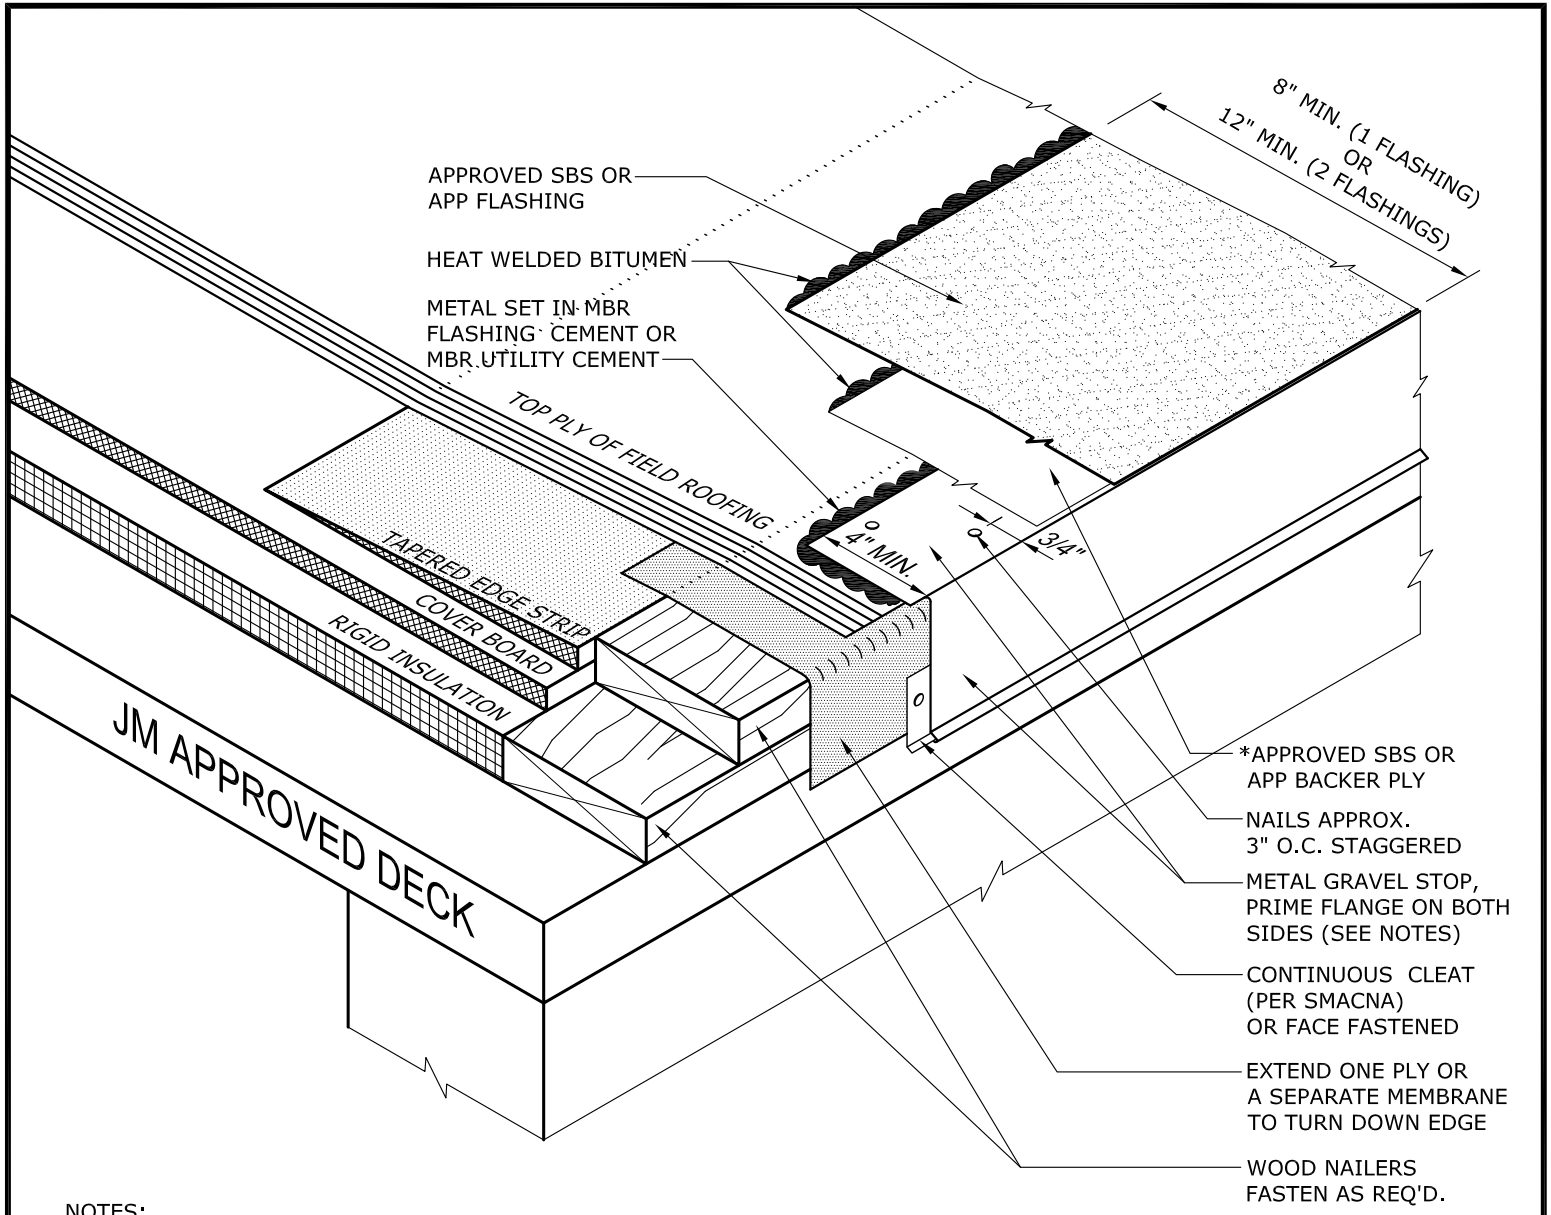 8" MIN. (1 FLASHING)
OR
12" MIN. (2 FLASHINGS)
APPROVED SBS OR
APP FLASHING
HEAT WELDED BITUMEN
METAL SET IN MBR
FLASHING CEMENT OR
MBR UTILITY CEMENT
TOP PLY OF FIELD ROOFING
4" MIN.
3/4"
TAPERED EDGE STRIP
COVER BOARD
RIGID INSULATION
JM APPROVED DECK
*APPROVED SBS OR
APP BACKER PLY
NAILS APPROX.
3" O.C. STAGGERED
METAL GRAVEL STOP,
PRIME FLANGE ON BOTH
SIDES (SEE NOTES)
CONTINUOUS CLEAT
(PER SMACNA)
OR FACE FASTENED
EXTEND ONE PLY OR
A SEPARATE MEMBRANE
TO TURN DOWN EDGE
WOOD NAILERS
FASTEN AS REQ'D.
NOTES: